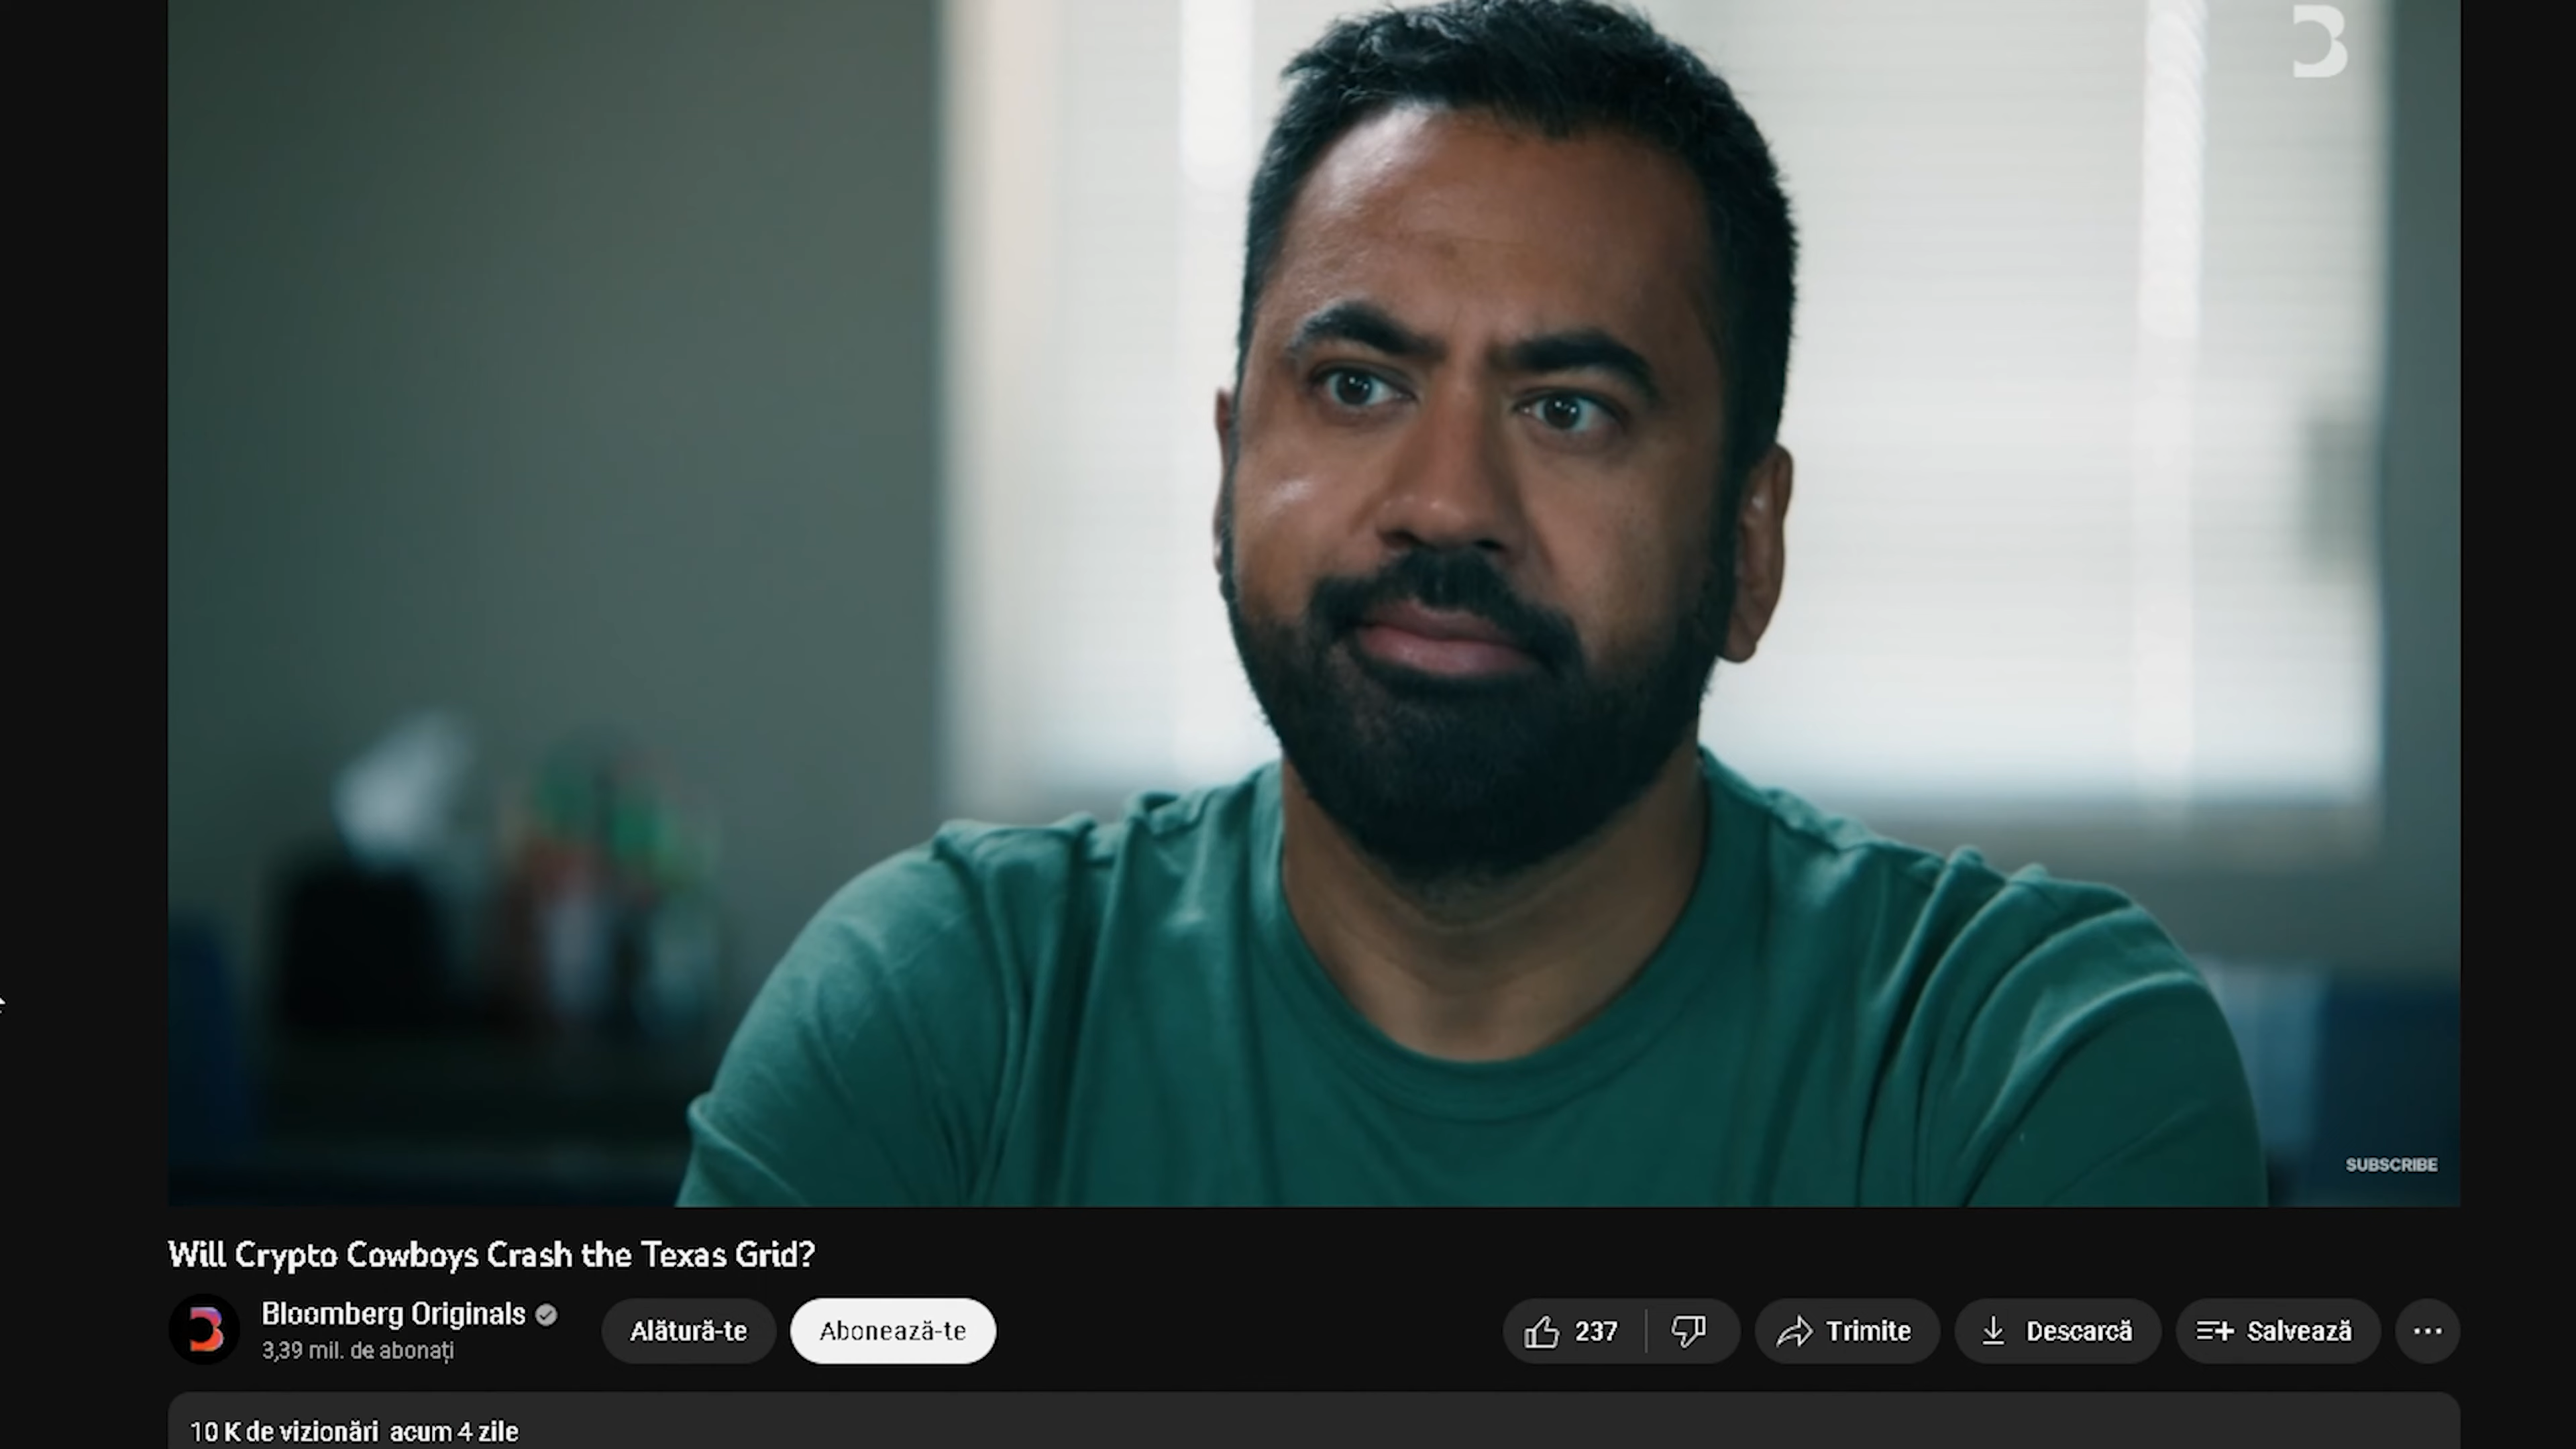 SUBSCRIBE
Will Crypto Cowboys Crash the Texas Grid?
Bloomberg Originals
3,39 mil. de abonați
Alătură-te
Abonează-te
237
Trimite
Descarcă
Salvează
10 K de vizionări acum 4 zile